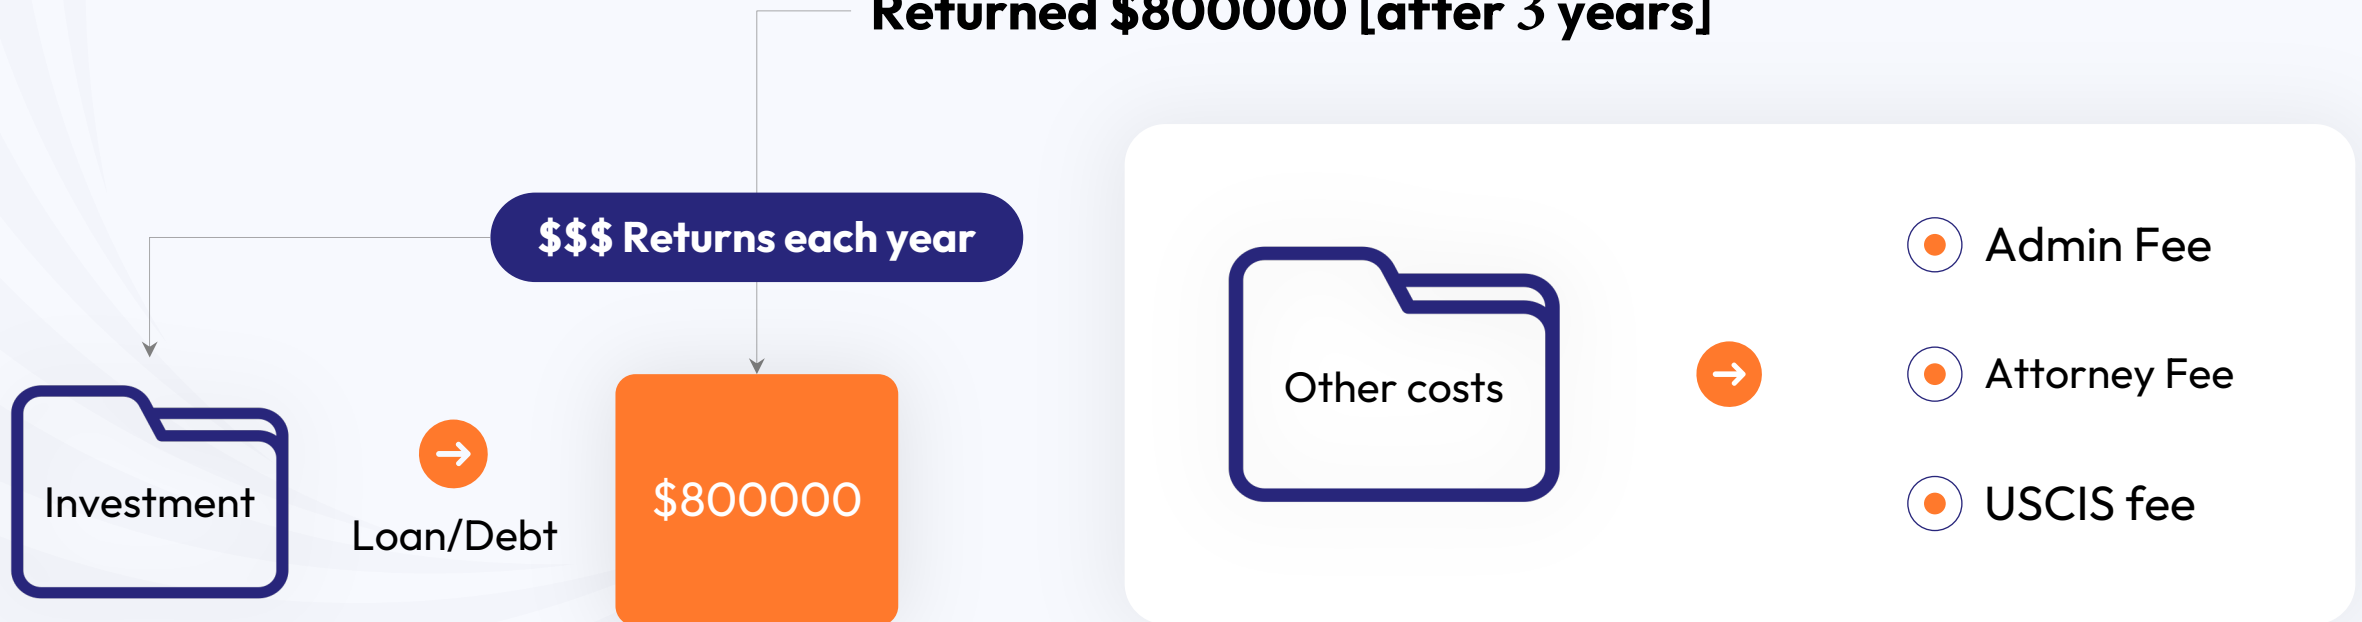 Returned $800000 [after 3 years]
$$$ Returns each year
Investment
Loan/Debt
$800000
Other costs
Admin Fee
Attorney Fee
USCIS fee